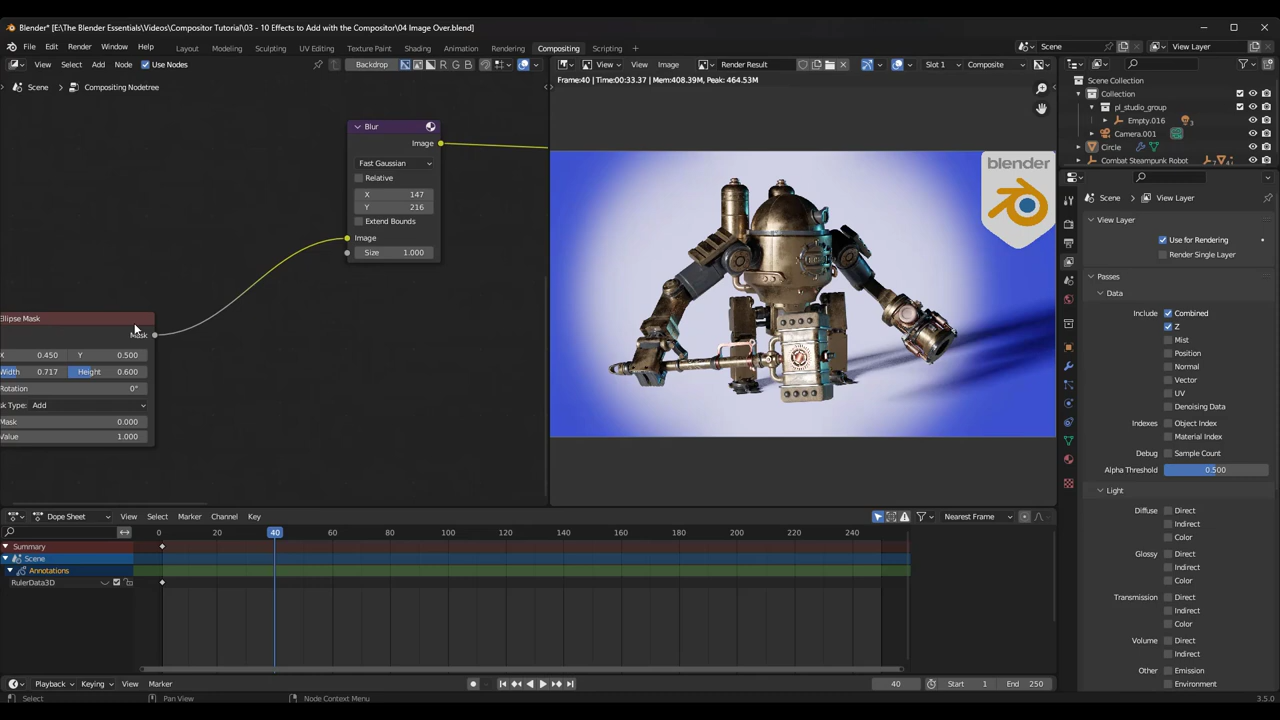 Blender* [E:\The Blender Essentials\Videos\Compositor Tutorial\03 - 10 Effects to Add with the Compositor\04 Image Over.blend]
File Edit Render Window Help Layout Modeling Sculpting UV Editing Texture Paint Shading Animation Rendering Compositing Scripting + Scene View Layer
View Select Add Node Use Nodes Backdrop R G B View View Image Render Result Slot 1 Composite
Scene > Compositing Nodetree
Frame:40 | Time:00:33.37 | Mem:408.39M, Peak: 464.53M
Scene Collection
Collection
pl_studio_group
Empty.016
3
Camera.001
Circle
Combat Steampunk Robot
Blur
Image
Fast Gaussian
Relative
X 147
Y 216
Extend Bounds
Image
Size 1.000
Ellipse Mask
Mask
X 0.450 Y 0.500
Width 0.717 Height 0.600
Rotation 0°
sk Type: Add
Mask 0.000
Value 1.000
blender
Scene > View Layer
View Layer
Use for Rendering
Render Single Layer
Passes
Data
Include Combined
Z
Mist
Position
Normal
Vector
UV
Denoising Data
Indexes Object Index
Material Index
Debug Sample Count
Alpha Threshold 0.500
Light
Diffuse Direct
Indirect
Color
Glossy Direct
Indirect
Color
Transmission Direct
Indirect
Color
Volume Direct
Indirect
Other Emission
Environment
Dope Sheet View Select Marker Channel Key Nearest Frame
0 20 40 60 80 100 120 140 160 180 200 220 240
Summary
Scene
Annotations
RulerData3D
Playback Keying View Marker 40 Start 1 End 250
Select Pan View Node Context Menu 3.5.0